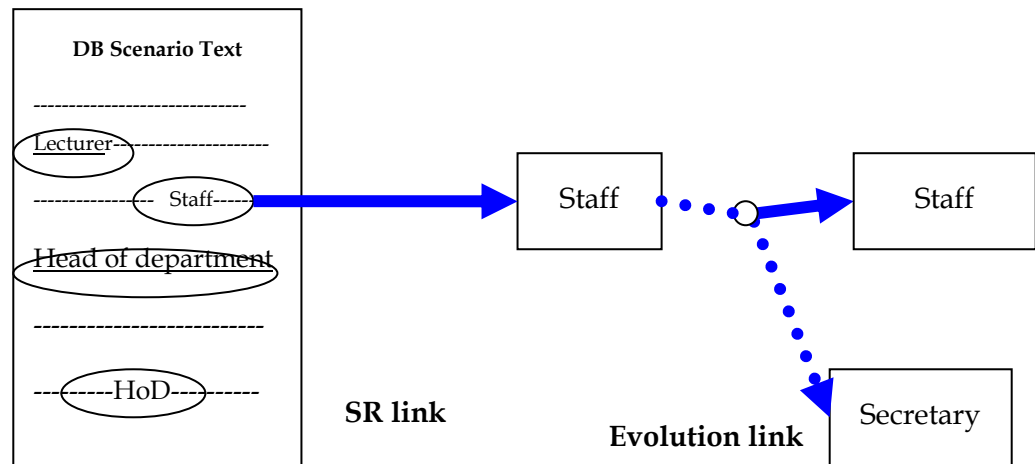 DB Scenario Text
------------------------------
Lecturer----------------------
----------------- Staff------
Head of department
------------------------------
-----------HoD------------
Staff
Staff
Secretary
SR link
Evolution link